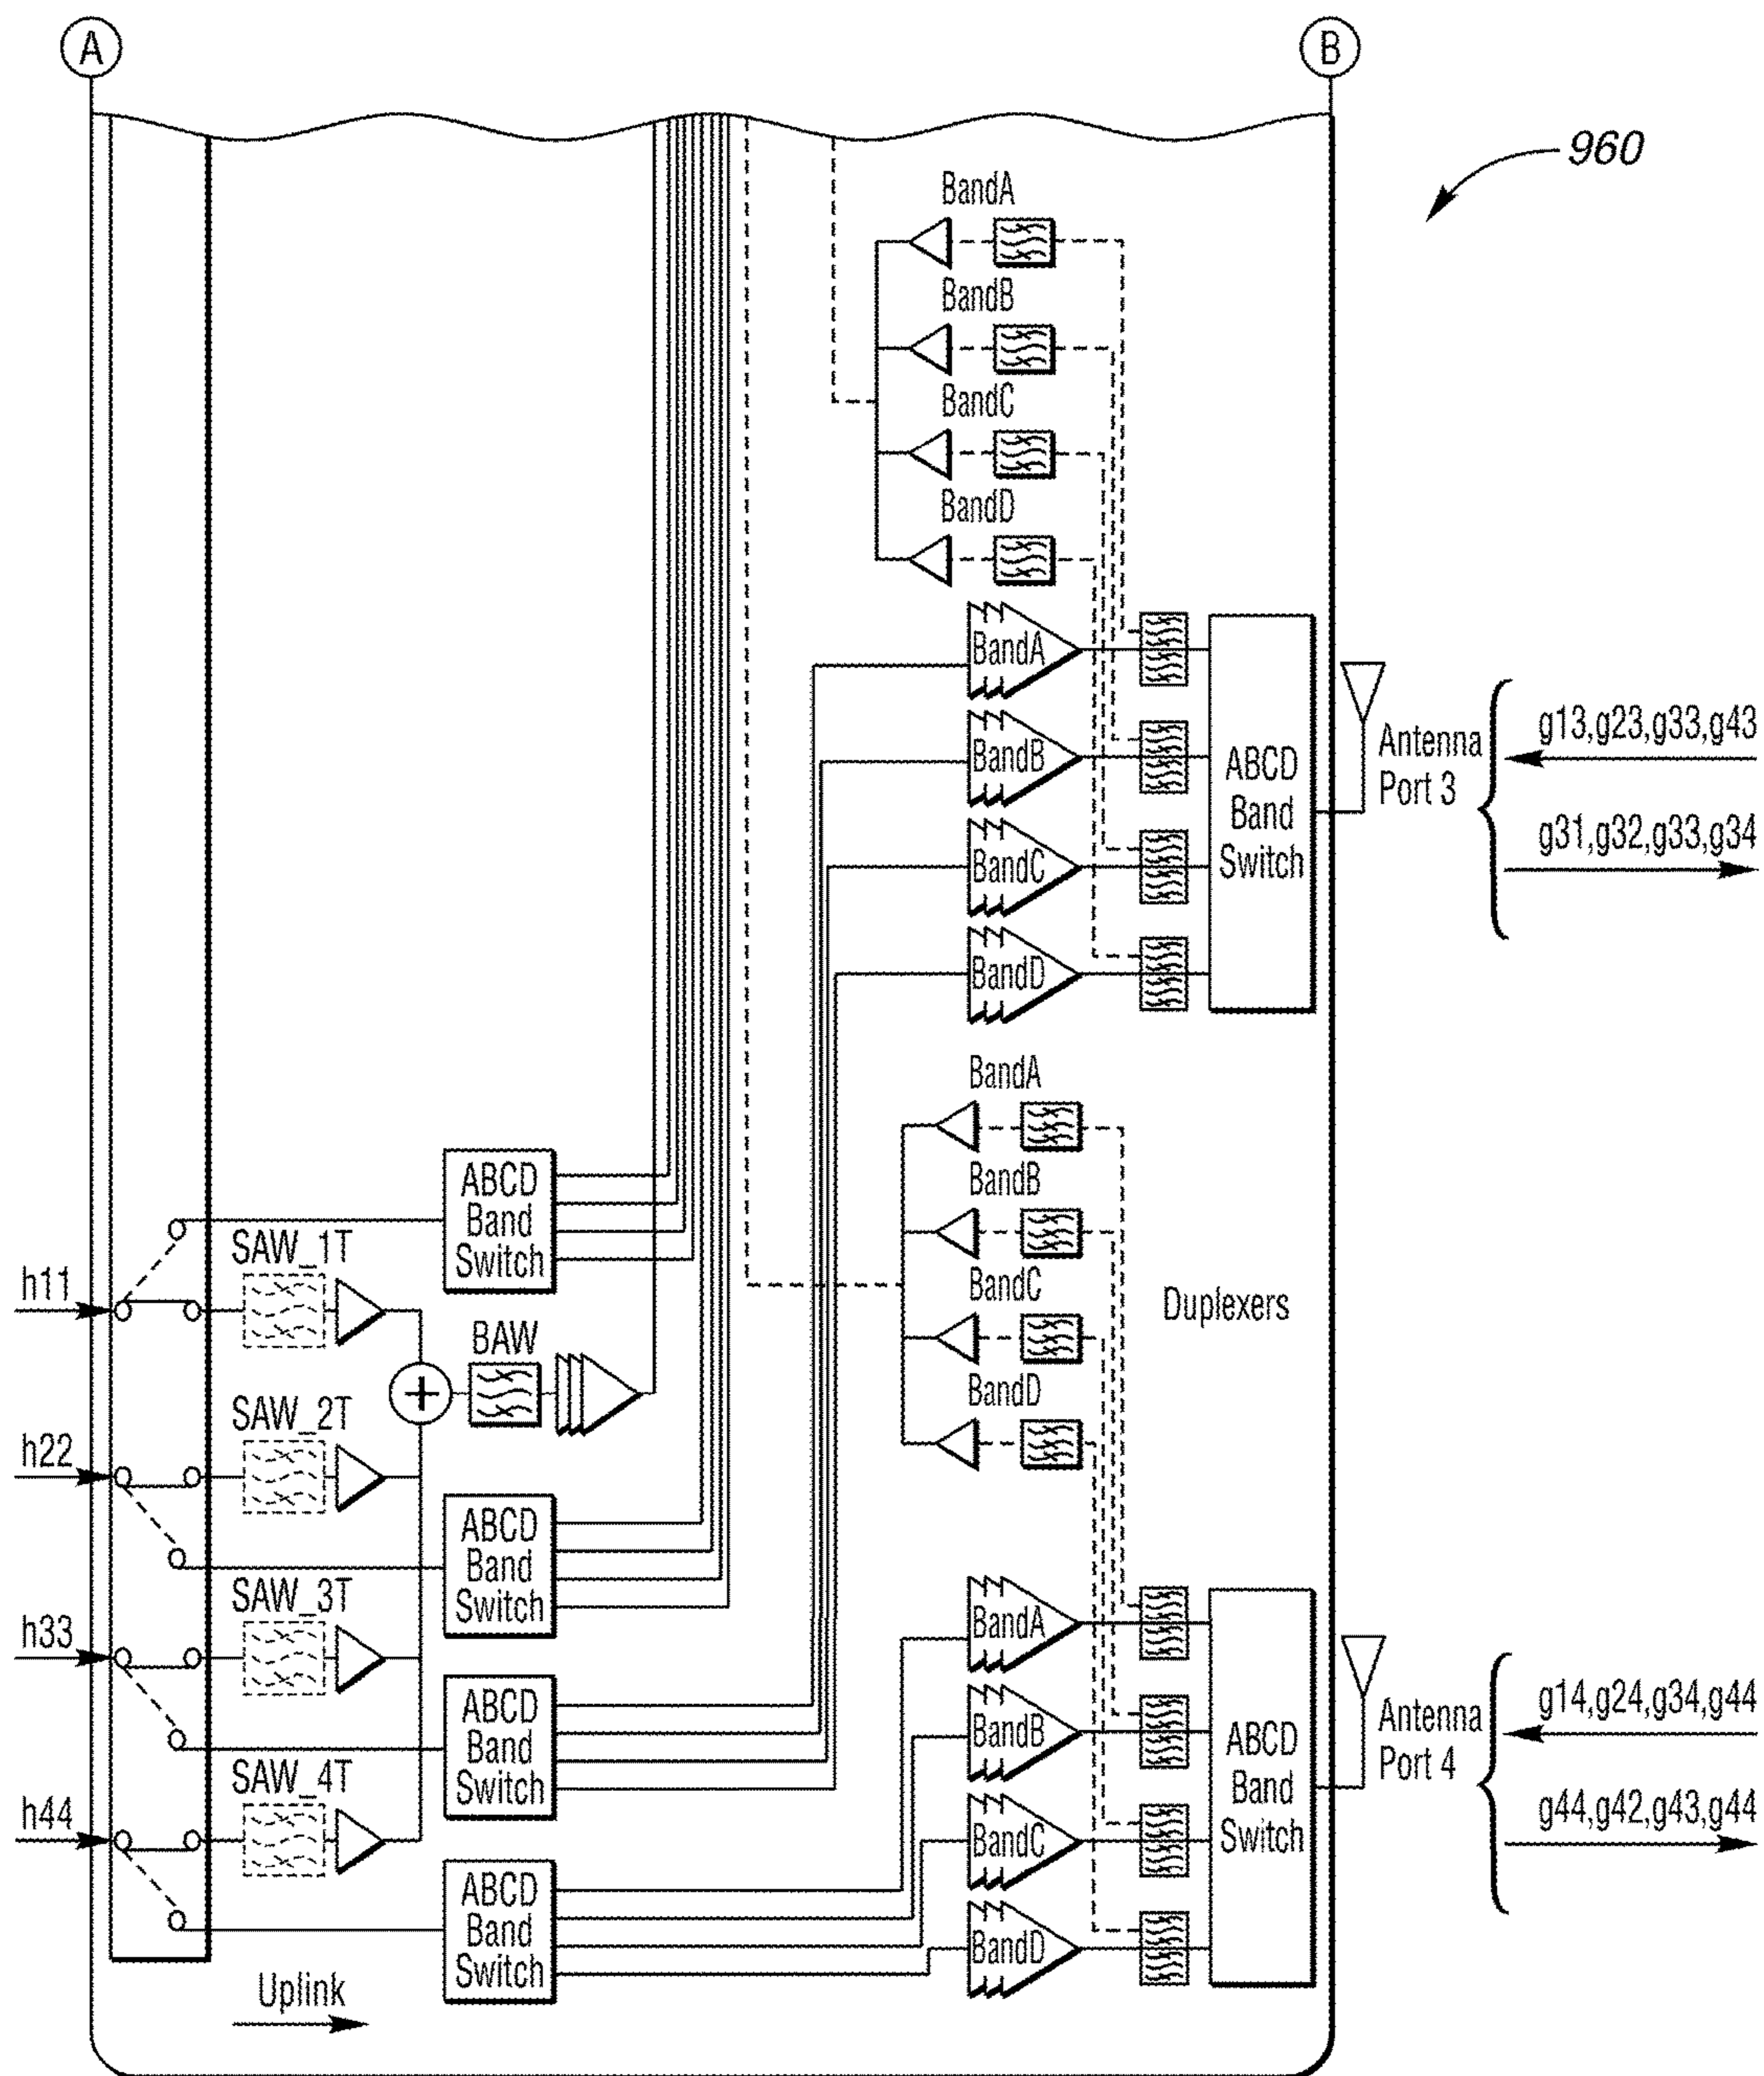 A
B
960
BandA
BandB
BandC
BandD
BandA
BandB
BandC
BandD
ABCD
Band
Switch
Antenna
Port 3
g13,g23,g33,g43
g31,g32,g33,g34
BandA
BandB
BandC
BandD
Duplexers
h11
h22
h33
h44
SAW_1T
SAW_2T
SAW_3T
SAW_4T
+
BAW
ABCD
Band
Switch
ABCD
Band
Switch
ABCD
Band
Switch
ABCD
Band
Switch
BandA
BandB
BandC
BandD
ABCD
Band
Switch
Antenna
Port 4
g14,g24,g34,g44
g44,g42,g43,g44
Uplink